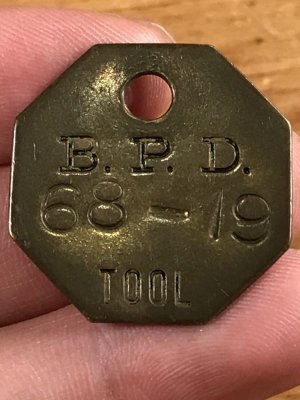 B. P. D.
68-19
TOOL